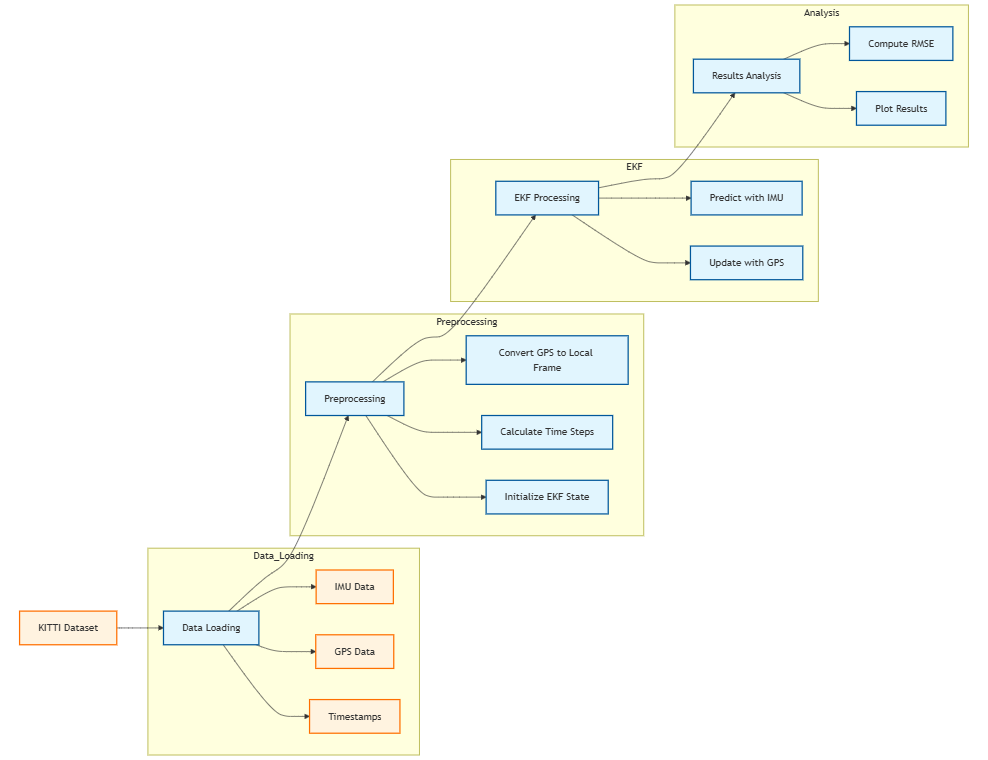 Analysis
Compute RMSE
Results Analysis
Plot Results
EKF
EKF Processing
Predict with IMU
Update with GPS
Preprocessing
Convert GPS to Local
Frame
Preprocessing
Calculate Time Steps
Initialize EKF State
Data_Loading
IMU Data
KITTI Dataset
Data Loading
GPS Data
Timestamps